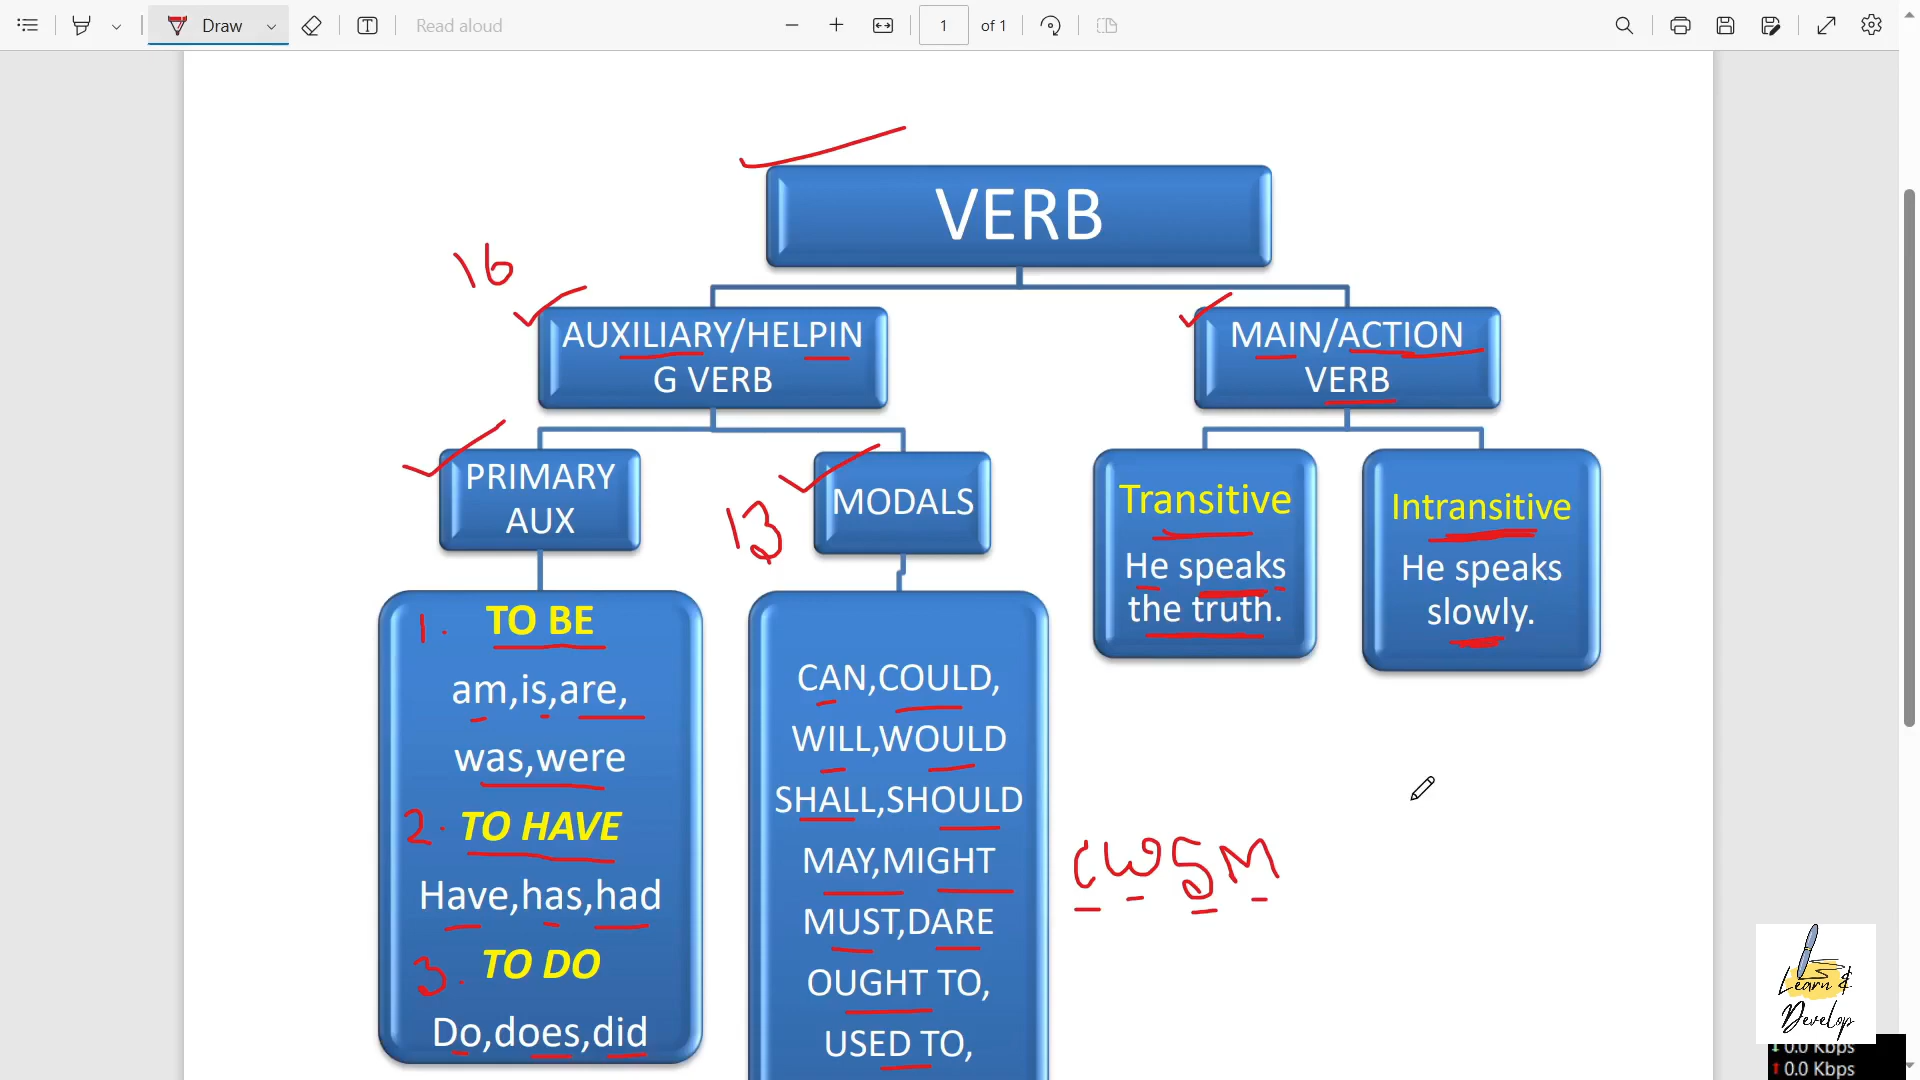 Draw
Read aloud
1 of 1
VERB
16
AUXILIARY/HELPIN
G VERB
MAIN/ACTION
VERB
PRIMARY
AUX
13
MODALS
Transitive
He speaks
the truth.
Intransitive
He speaks
slowly.
1. TO BE
am,is,are,
was,were
2. TO HAVE
Have,has,had
3. TO DO
Do,does,did
CAN,COULD,
WILL,WOULD
SHALL,SHOULD
MAY,MIGHT
MUST,DARE
OUGHT TO,
USED TO,
CWSM
Learn &
Develop
0.0 Kbps
0.0 Kbps